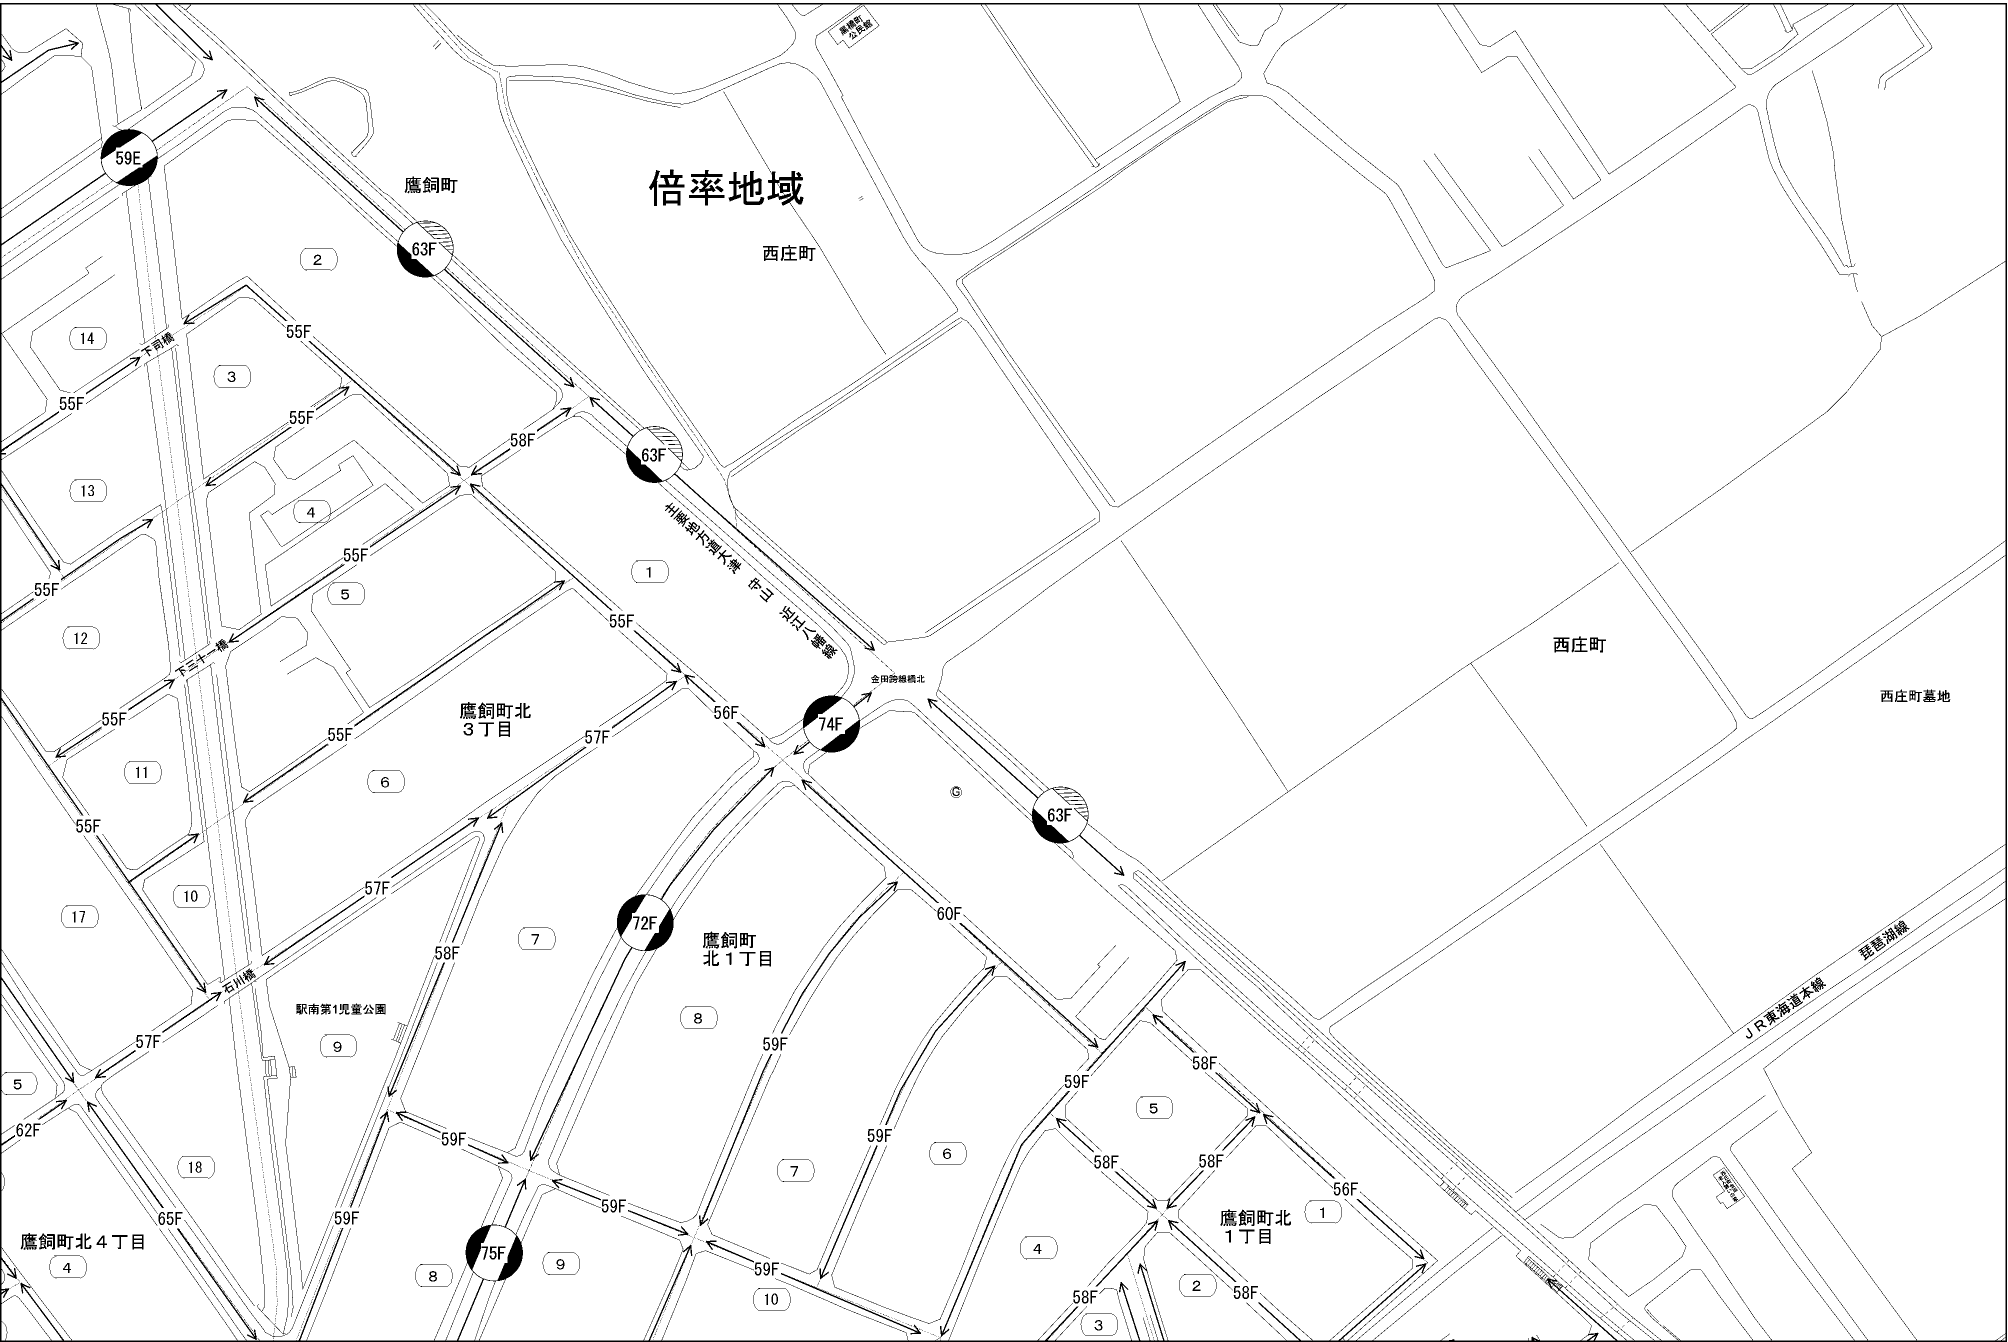 黒橋町
公民館
59E
鷹飼町
倍率地域
63F
西庄町
2
55F
14
下司橋
3
55F
55F
58F
63F
13
4
主要地方道大津　守山　近江八幡線
55F
1
55F
5
55F
12
下三十一橋
西庄町
金田跨線橋北
西庄町墓地
55F
鷹飼町北
３丁目
56F
74F
55F
57F
11
6
G
63F
55F
57F
10
17
60F
72F
7
鷹飼町
北１丁目
58F
琵琶湖線
石川橋
ＪＲ東海道本線
駅南第1児童公園
8
57F
9
59F
58F
5
59F
5
62F
59F
59F
6
58F
58F
18
7
56F
59F
65F
59F
鷹飼町北
１丁目
1
鷹飼町北４丁目
4
75F
4
9
8
59F
2
58F
58F
10
3